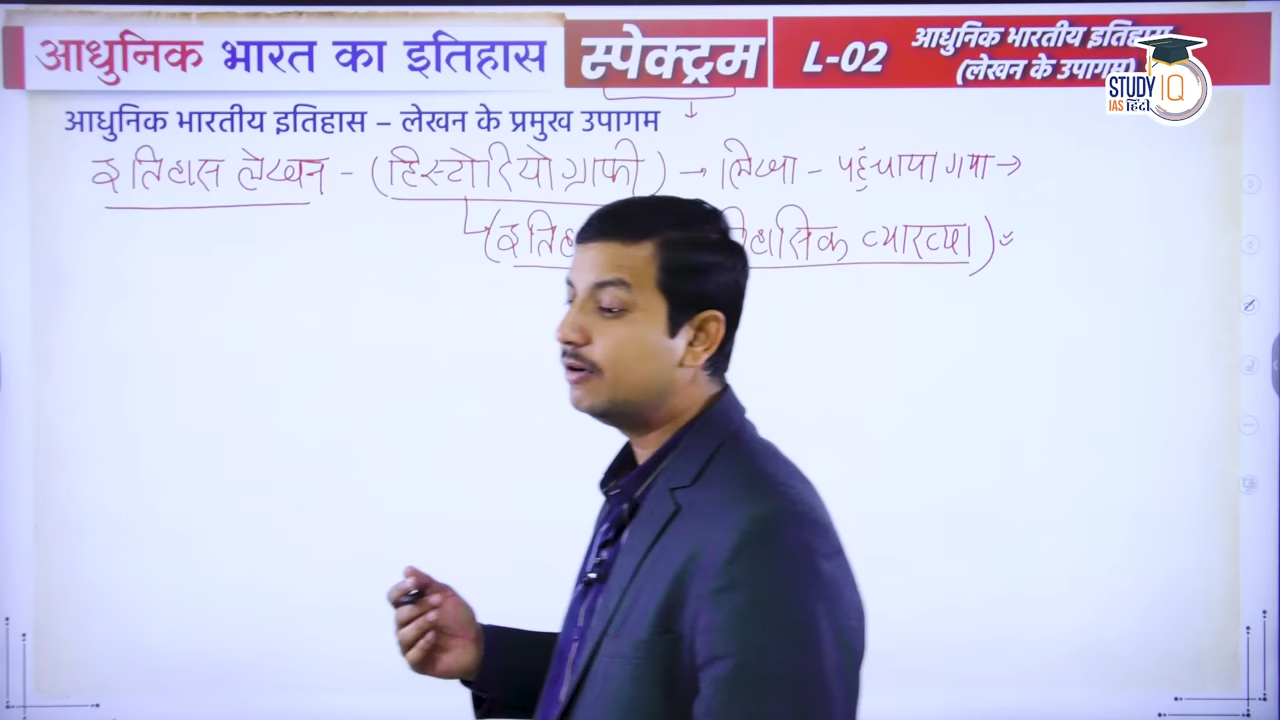 आधुनिक भारत का इतिहास स्पेक्ट्रम L-02 आधुनिक भारतीय इतिहास
(लेखन के उपागम)
STUDY IQ
IAS हिंदी
आधुनिक भारतीय इतिहास – लेखन के प्रमुख उपागम
इतिहास लेखन - (हिस्टोरियोग्राफी) → लिखा - पहुंचाया गया →
व्याख्या)